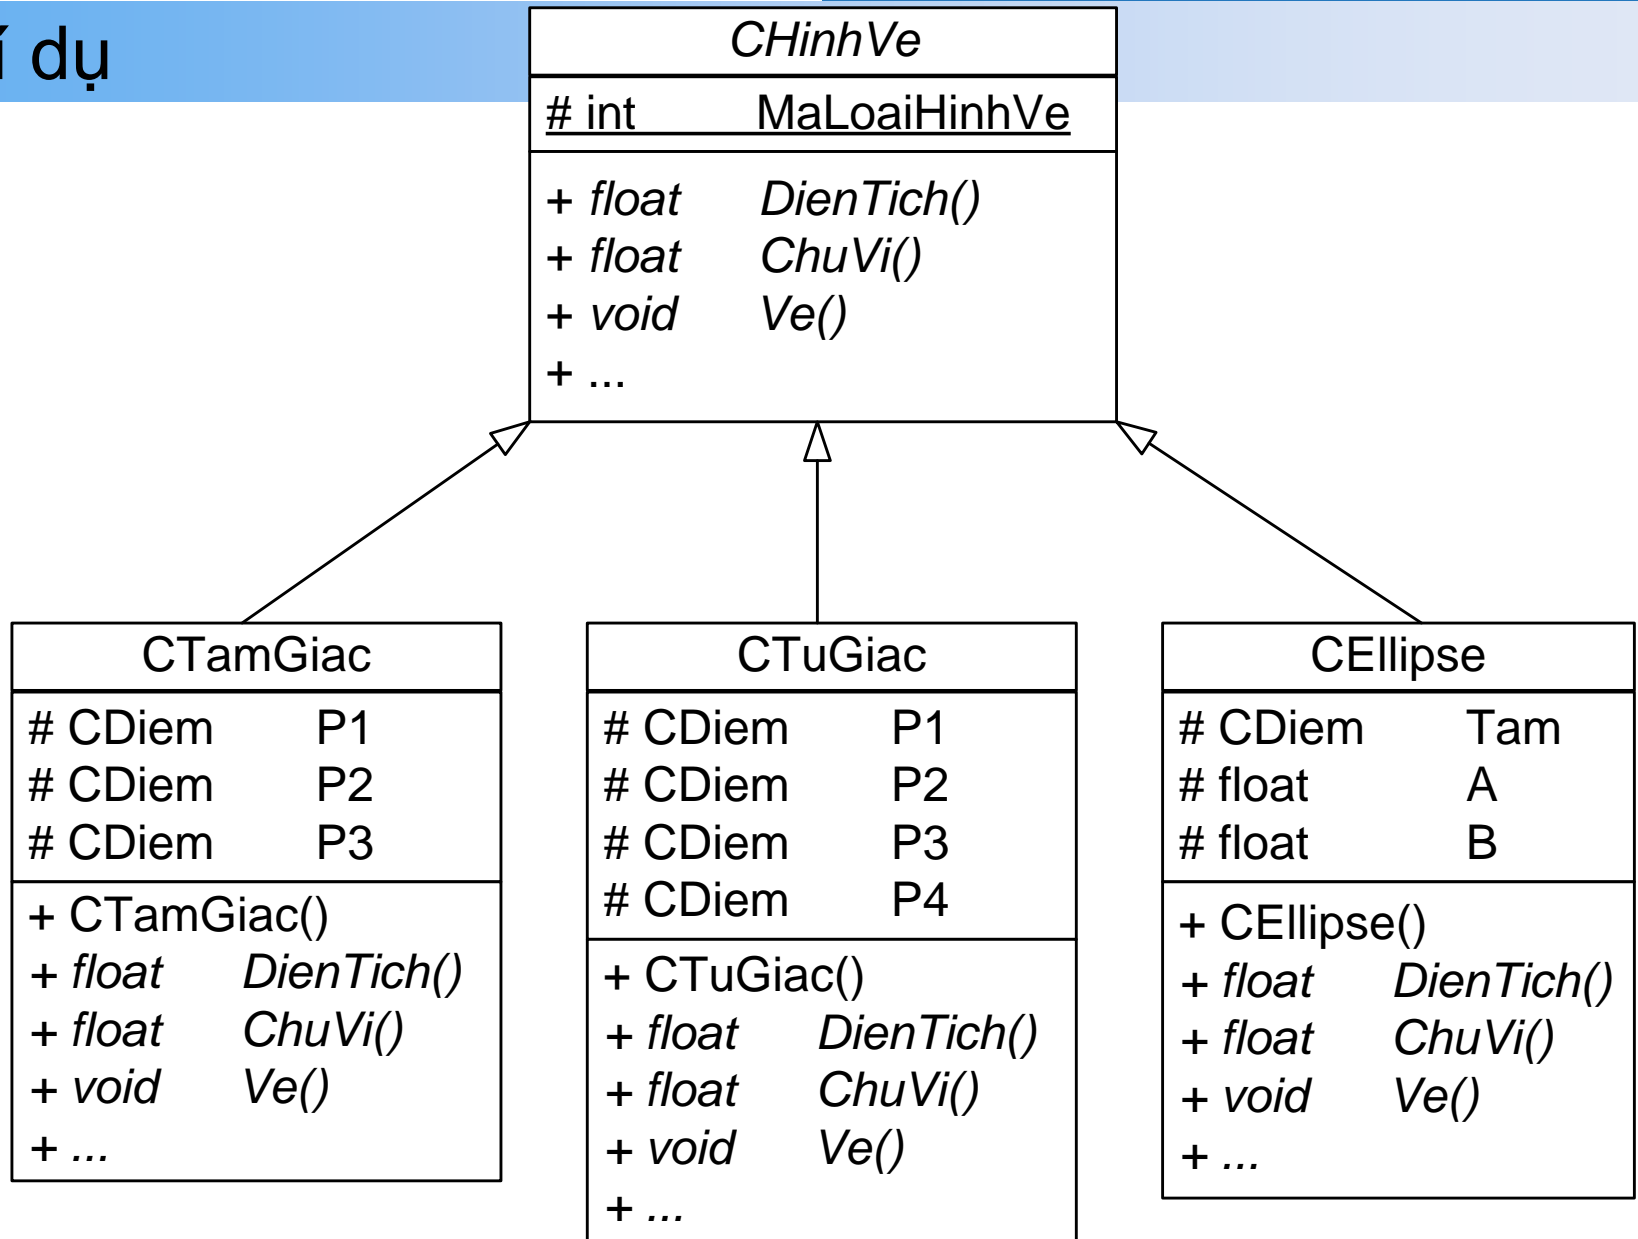 í dụ
CHinhVe
# int MaLoaiHinhVe
+ float DienTich()
+ float ChuVi()
+ void Ve()
+ ...
CTamGiac
# CDiem P1
# CDiem P2
# CDiem P3
+ CTamGiac()
+ float DienTich()
+ float ChuVi()
+ void Ve()
+ ...
CTuGiac
# CDiem P1
# CDiem P2
# CDiem P3
# CDiem P4
+ CTuGiac()
+ float DienTich()
+ float ChuVi()
+ void Ve()
+ ...
CEllipse
# CDiem Tam
# float A
# float B
+ CEllipse()
+ float DienTich()
+ float ChuVi()
+ void Ve()
+ ...